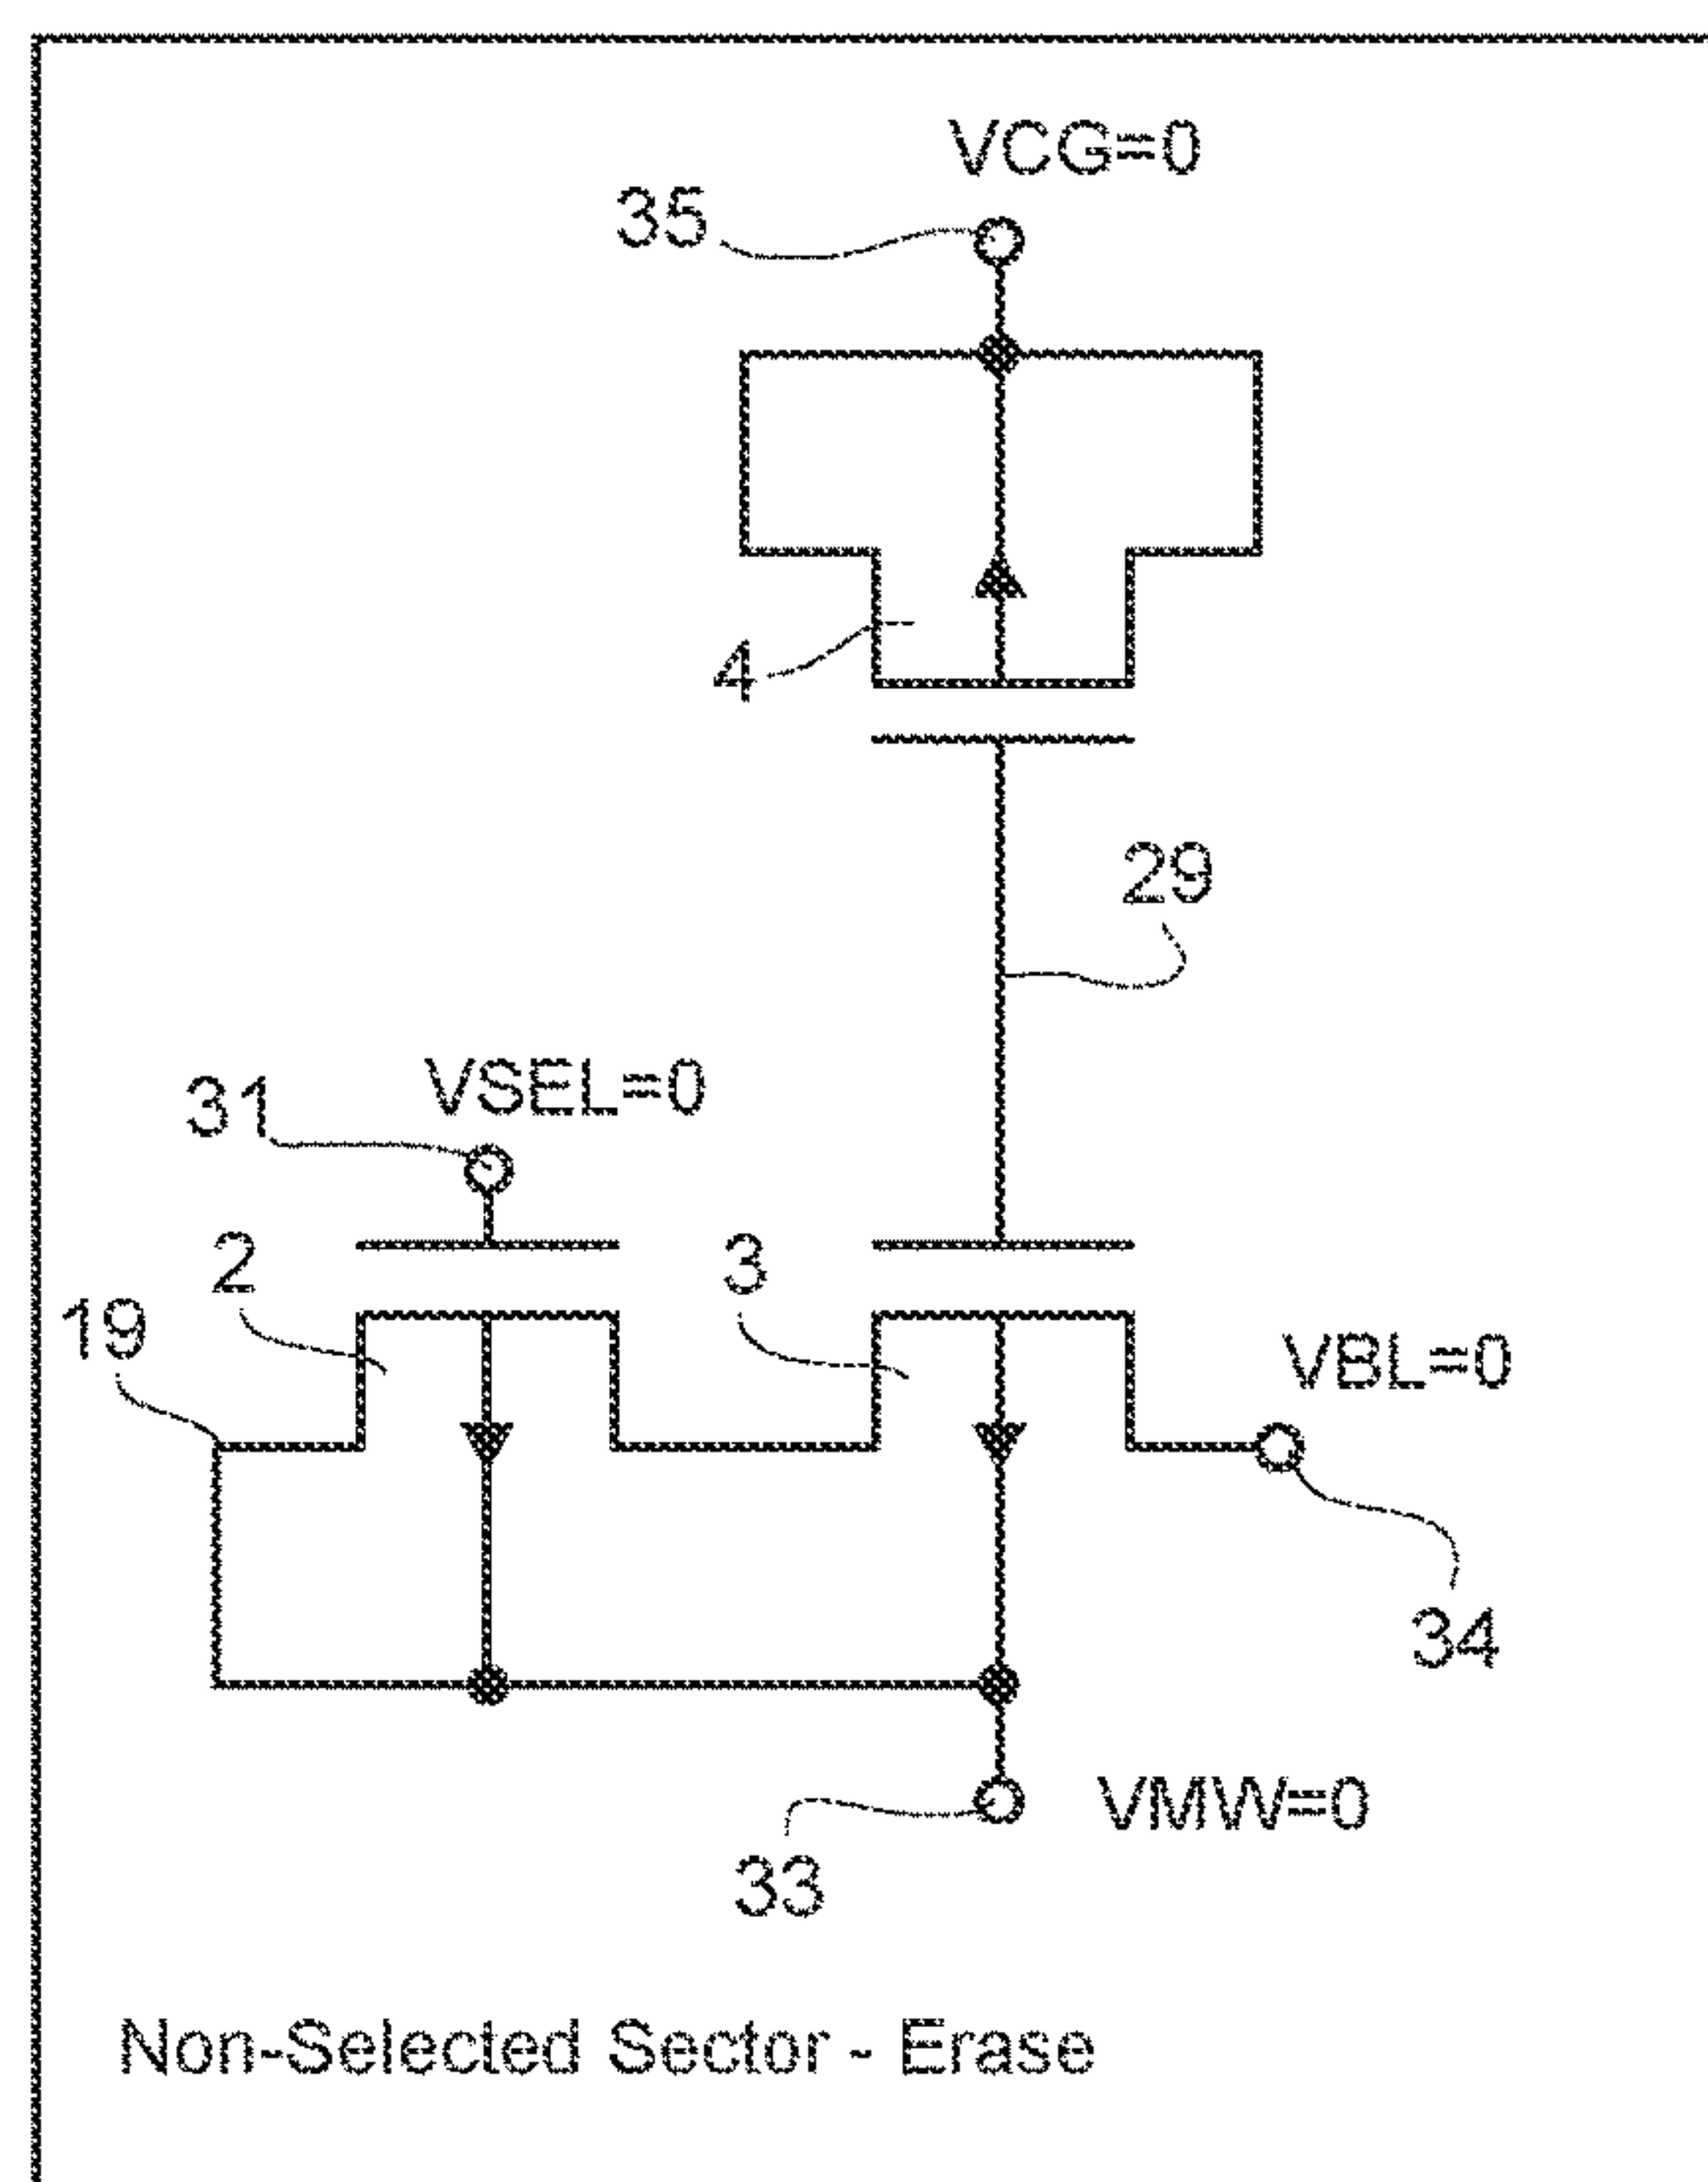 VCG=0
35
4
29
VSEL=0
31
2
3
19
VBL=0
34
VMW=0
33
Non-Selected Sector - Erase